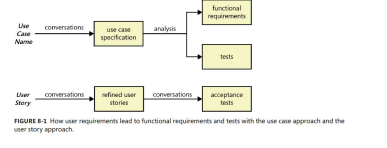 functional
requirements
Use
Case
Name
conversations
use case
specification
analysis
tests
User
Story
conversations
refined user
stories
conversations
acceptance
tests
FIGURE 8-1 How user requirements lead to functional requirements and tests with the use case approach and the
user story approach.